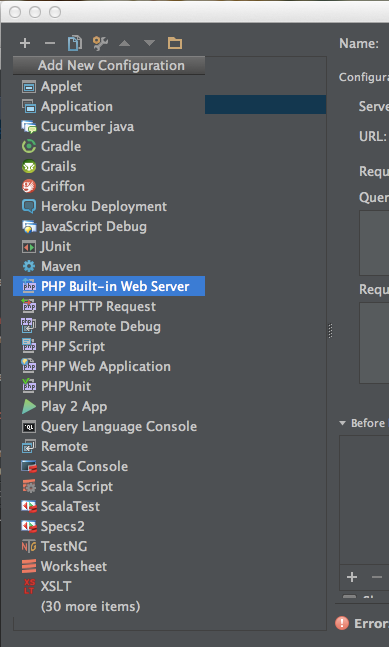 Name:
Add New Configuration
Configura
Applet
Application
Serve
Cucumber java
URL:
Gradle
Grails
Requ
Griffon
Quer
Heroku Deployment
JavaScript Debug
JUnit
Maven
PHP Built-in Web Server
Requ
PHP HTTP Request
PHP Remote Debug
PHP Script
PHP Web Application
PHPUnit
Play 2 App
Query Language Console
Before
Remote
Scala Console
Scala Script
ScalaTest
Specs2
TestNG
Worksheet
XSLT
(30 more items)
Error: